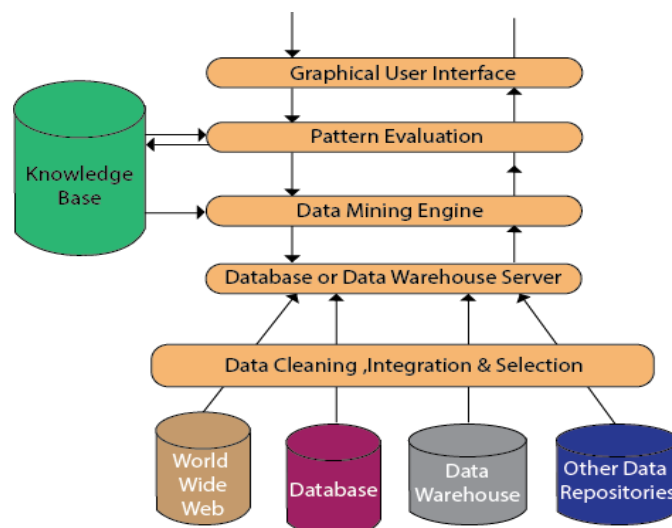 Graphical User Interface
Pattern Evaluation
Knowledge
Base
Data Mining Engine
Database or Data Warehouse Server
Data Cleaning ,Integration & Selection
World
Wide
Web
Database
Data
Warehouse
Other Data
Repositories